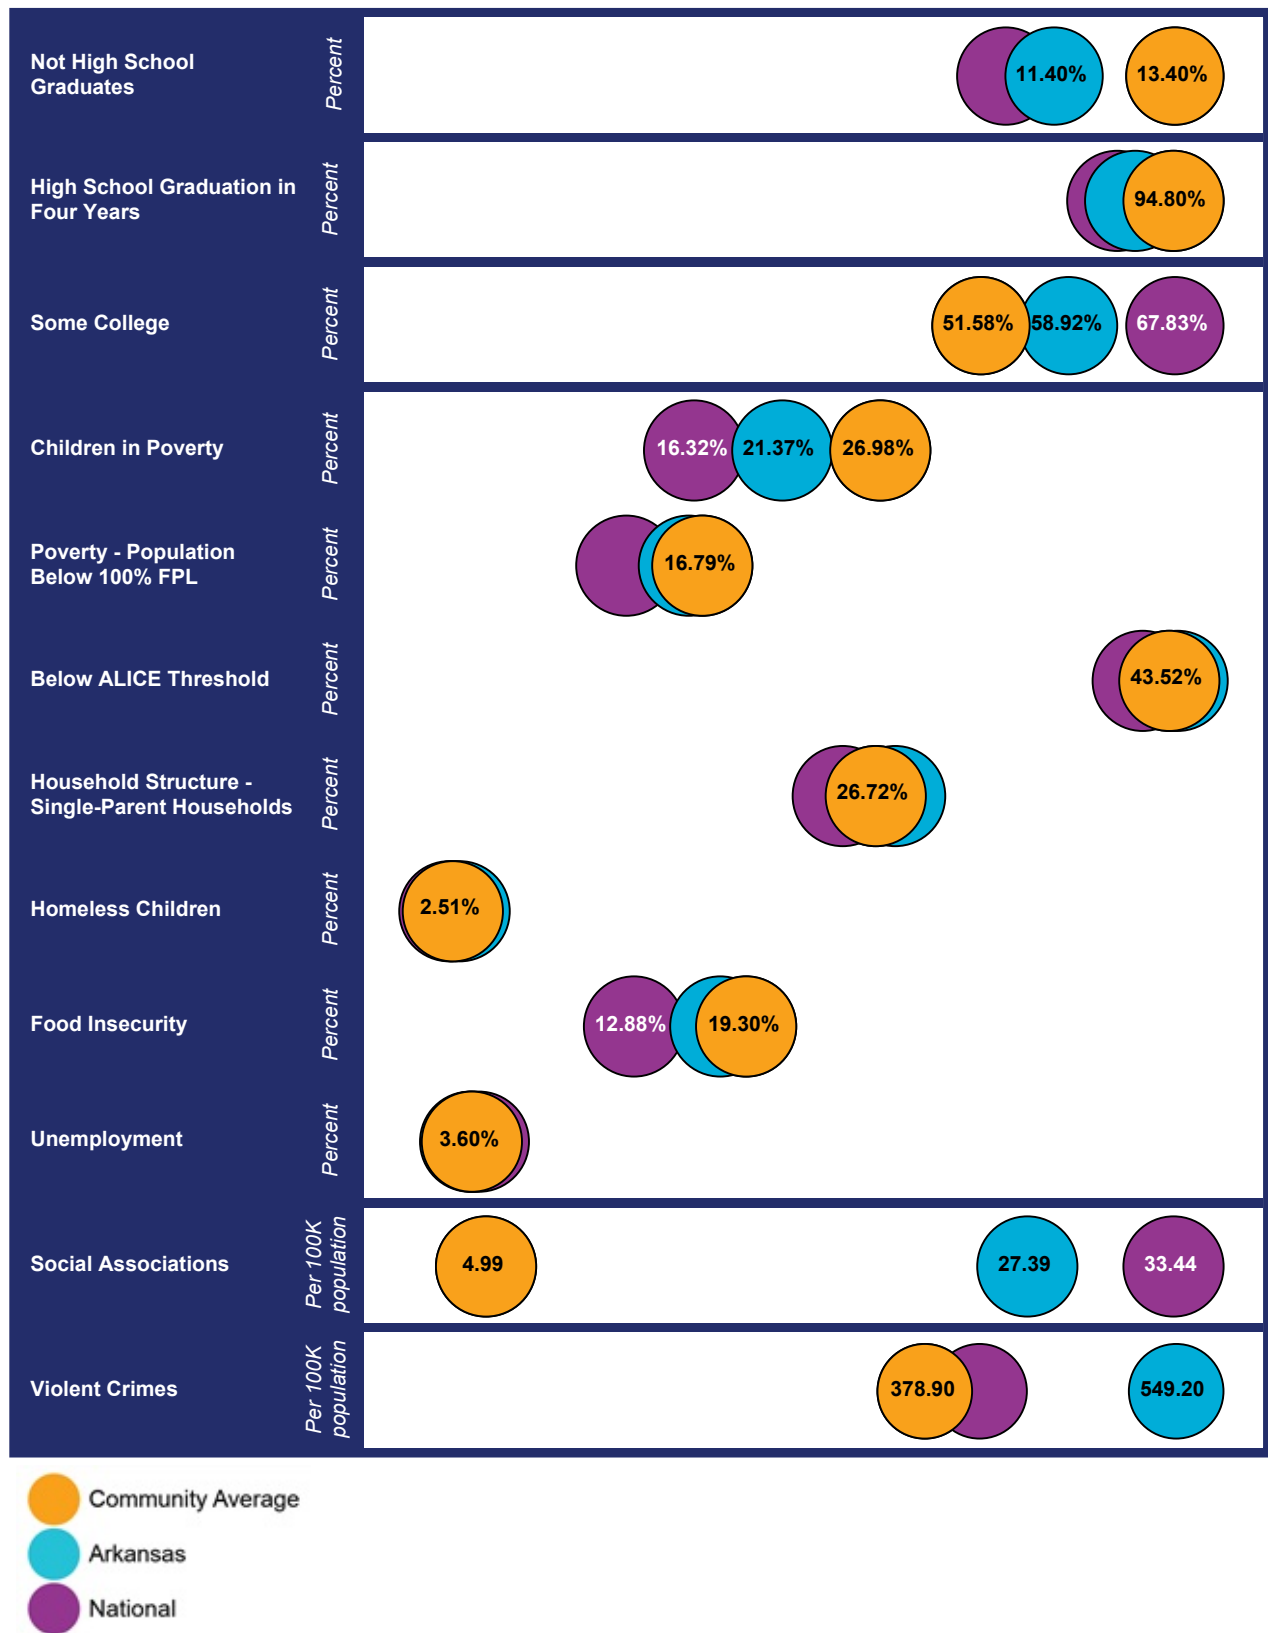 Not High School
Graduates
Percent
11.40%
13.40%
High School Graduation in
Four Years
Percent
94.80%
Some College
Percent
51.58%
58.92%
67.83%
Children in Poverty
Percent
16.32%
21.37%
26.98%
Poverty - Population
Below 100% FPL
Percent
16.79%
Below ALICE Threshold
Percent
43.52%
Household Structure -
Single-Parent Households
Percent
26.72%
Homeless Children
Percent
2.51%
Food Insecurity
Percent
12.88%
19.30%
Unemployment
Percent
3.60%
Social Associations
Per 100K
population
4.99
27.39
33.44
Violent Crimes
Per 100K
population
378.90
549.20
Community Average
Arkansas
National